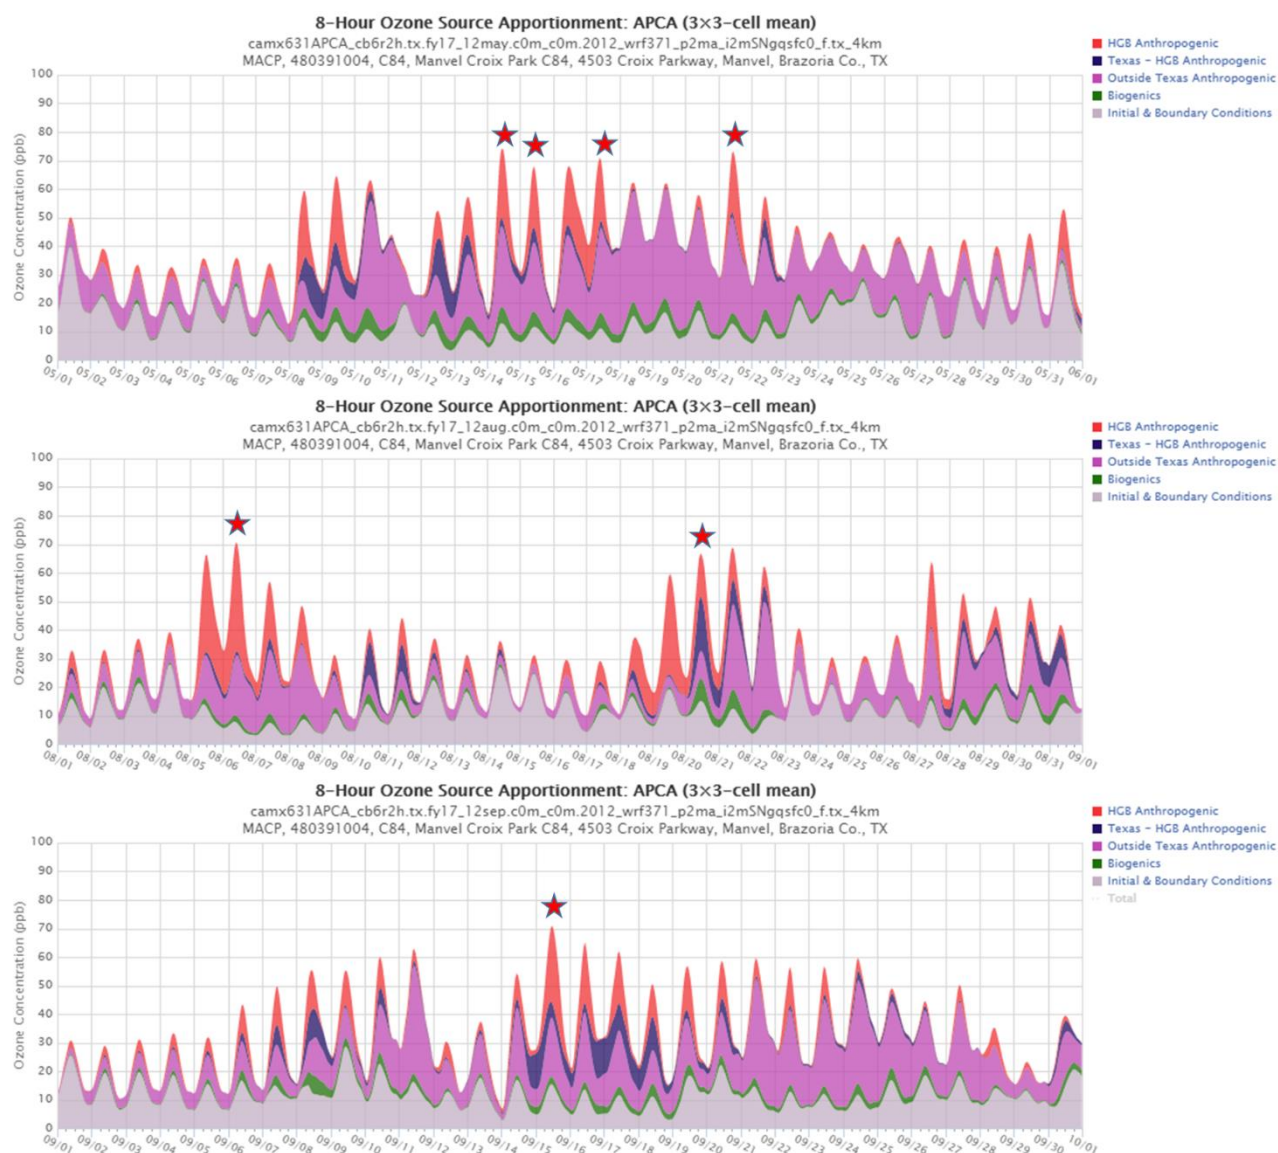 8-Hour Ozone Source Apportionment: APCA (3×3-cell mean)
camx631APCA_cb6r2h.tx.fy17_12may.c0m_c0m.2012_wrf371_p2ma_i2mSNgqsfc0_f.tx_4km
MACP, 480391004, C84, Manvel Croix Park C84, 4503 Croix Parkway, Manvel, Brazoria Co., TX
HGB Anthropogenic
Texas - HGB Anthropogenic
Outside Texas Anthropogenic
Biogenics
Initial & Boundary Conditions
Ozone Concentration (ppb)
100
90
80
70
60
50
40
30
20
10
0
05/01 05/02 05/03 05/04 05/05 05/06 05/07 05/08 05/09 05/10 05/11 05/12 05/13 05/14 05/15 05/16 05/17 05/18 05/19 05/20 05/21 05/22 05/23 05/24 05/25 05/26 05/27 05/28 05/29 05/30 05/31 06/01
8-Hour Ozone Source Apportionment: APCA (3×3-cell mean)
camx631APCA_cb6r2h.tx.fy17_12aug.c0m_c0m.2012_wrf371_p2ma_i2mSNgqsfc0_f.tx_4km
MACP, 480391004, C84, Manvel Croix Park C84, 4503 Croix Parkway, Manvel, Brazoria Co., TX
HGB Anthropogenic
Texas - HGB Anthropogenic
Outside Texas Anthropogenic
Biogenics
Initial & Boundary Conditions
Ozone Concentration (ppb)
100
90
80
70
60
50
40
30
20
10
0
08/01 08/02 08/03 08/04 08/05 08/06 08/07 08/08 08/09 08/10 08/11 08/12 08/13 08/14 08/15 08/16 08/17 08/18 08/19 08/20 08/21 08/22 08/23 08/24 08/25 08/26 08/27 08/28 08/29 08/30 08/31 09/01
8-Hour Ozone Source Apportionment: APCA (3×3-cell mean)
camx631APCA_cb6r2h.tx.fy17_12sep.c0m_c0m.2012_wrf371_p2ma_i2mSNgqsfc0_f.tx_4km
MACP, 480391004, C84, Manvel Croix Park C84, 4503 Croix Parkway, Manvel, Brazoria Co., TX
HGB Anthropogenic
Texas - HGB Anthropogenic
Outside Texas Anthropogenic
Biogenics
Initial & Boundary Conditions
Total
Ozone Concentration (ppb)
100
90
80
70
60
50
40
30
20
10
0
09/01 09/02 09/03 09/04 09/05 09/06 09/07 09/08 09/09 09/10 09/11 09/12 09/13 09/14 09/15 09/16 09/17 09/18 09/19 09/20 09/21 09/22 09/23 09/24 09/25 09/26 09/27 09/28 09/29 09/30 10/01